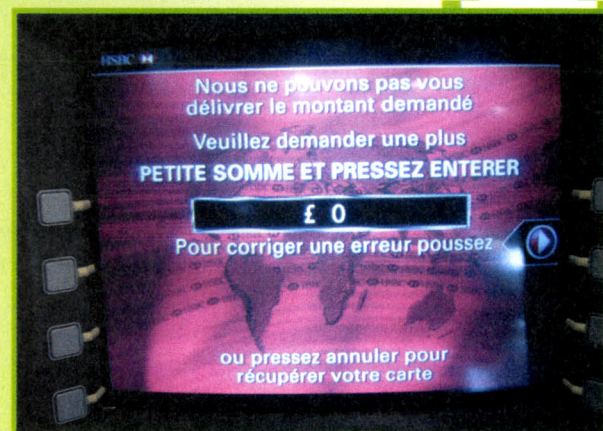 HSBC
Nous ne pouvons pas vous
délivrer le montant demandé
Veuillez demander une plus
PETITE SOMME ET PRESSEZ ENTERER
£ 0
Pour corriger une erreur poussez
ou pressez annuler pour
récupérer votre carte